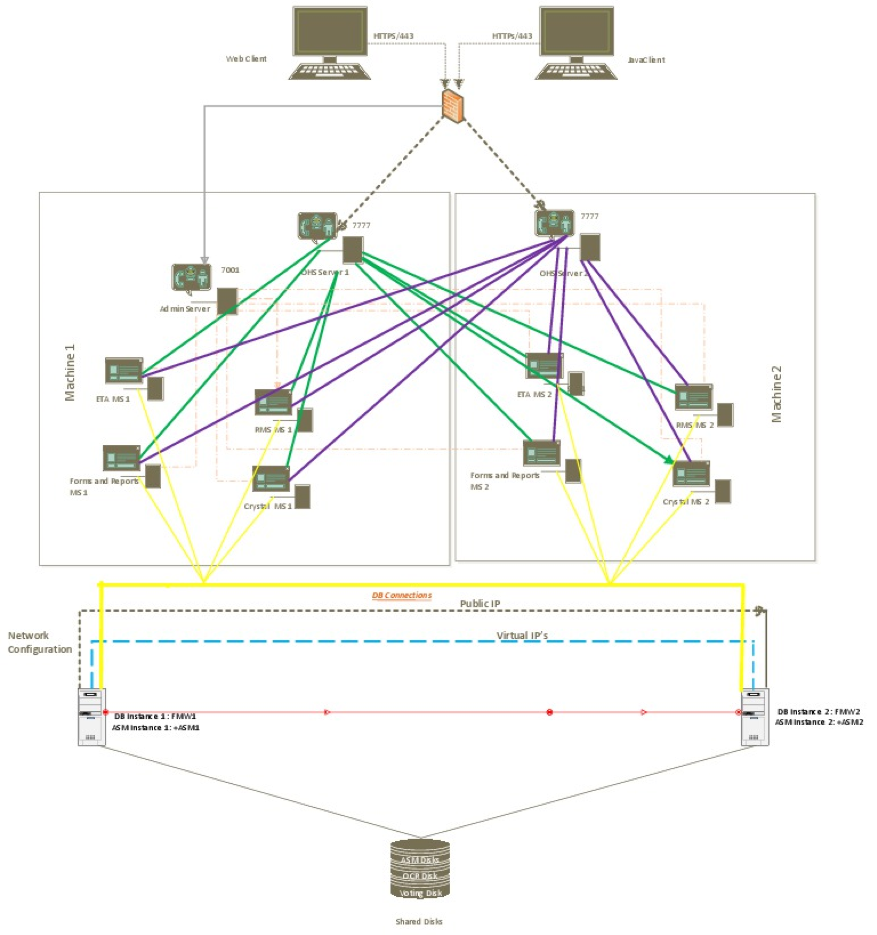 HTTPS/443
HTTPs/443
Web Client
JavaClient
7777
7777
OHS Server 1
OHS Server
7001
AdminServer
Machine 1
Machine 2
ETA MS 1
ETA MS 2
RMS MS 1
RMS MS 2
Forms and Reports
MS 1
Forms and Reports
MS 2
Crystal MS 1
Crystal MS 2
DB Connections
Public IP
Network
Configuration
Virtual IP's
DB Instance 1 : FMW1
ASM Instance 1: +ASM1
DB Instance 2: FMW2
ASM Instance 2: +ASM2
ASM Disks
OCR Disk
Voting Disk
Shared Disks